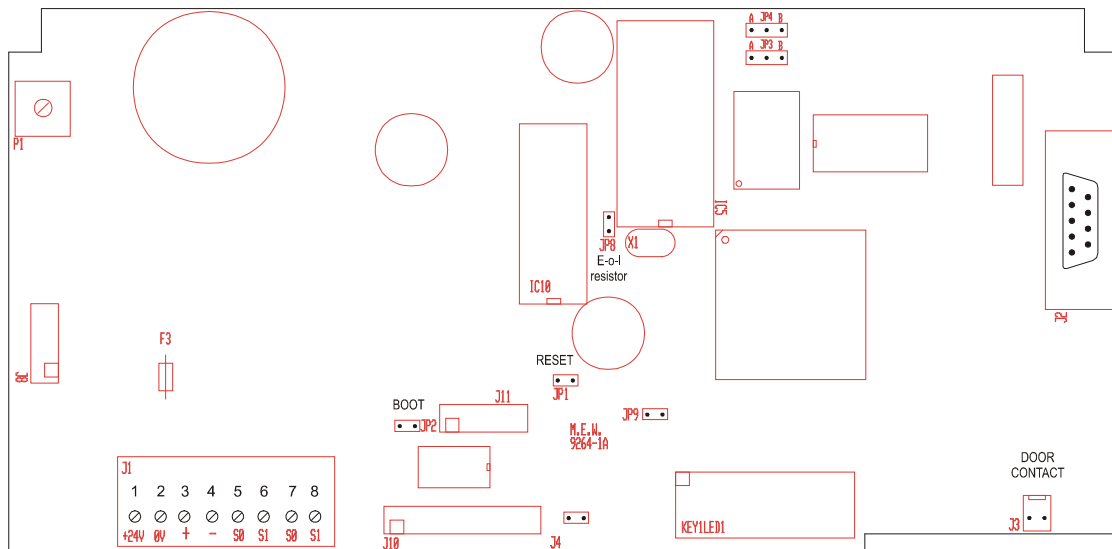 A JP4 B
A JP3 B
P1
IC5
JP8
X1
E-o-l
resistor
IC10
J2
F3
J8
RESET
JP1
J11
BOOT
JP2
JP9
M.E.W.
9264-1A
DOOR
CONTACT
J1
1 2 3 4 5 6 7 8
+24V 0V + - S0 S1 S0 S1
KEY1LED1
J3
J10
J4